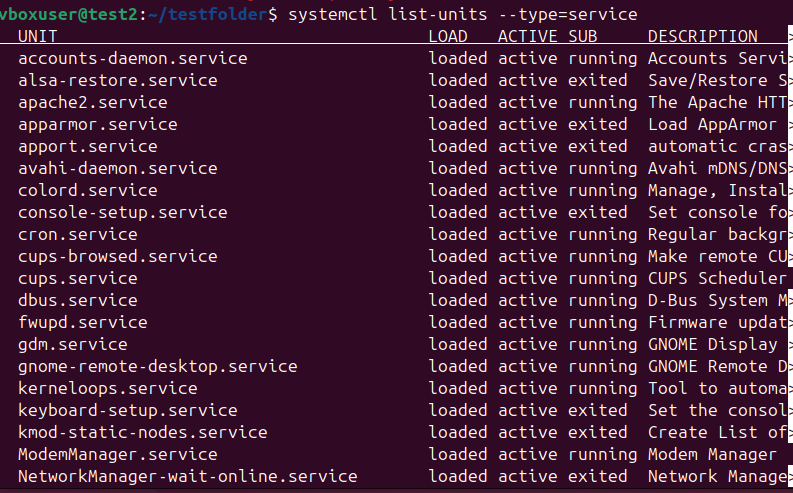 vboxuser@test2:~/testfolder$ systemctl list-units --type=service
UNIT LOAD ACTIVE SUB DESCRIPTION >
accounts-daemon.service loaded active running Accounts Servi>
alsa-restore.service loaded active exited Save/Restore S>
apache2.service loaded active running The Apache HTT>
apparmor.service loaded active exited Load AppArmor >
apport.service loaded active exited automatic cras>
avahi-daemon.service loaded active running Avahi mDNS/DNS>
colord.service loaded active running Manage, Instal>
console-setup.service loaded active exited Set console fo>
cron.service loaded active running Regular backgr>
cups-browsed.service loaded active running Make remote CU>
cups.service loaded active running CUPS Scheduler
dbus.service loaded active running D-Bus System M>
fwupd.service loaded active running Firmware updat>
gdm.service loaded active running GNOME Display >
gnome-remote-desktop.service loaded active running GNOME Remote D>
kerneloops.service loaded active running Tool to automa>
keyboard-setup.service loaded active exited Set the consol>
kmod-static-nodes.service loaded active exited Create List of>
ModemManager.service loaded active running Modem Manager
NetworkManager-wait-online.service loaded active exited Network Manage>